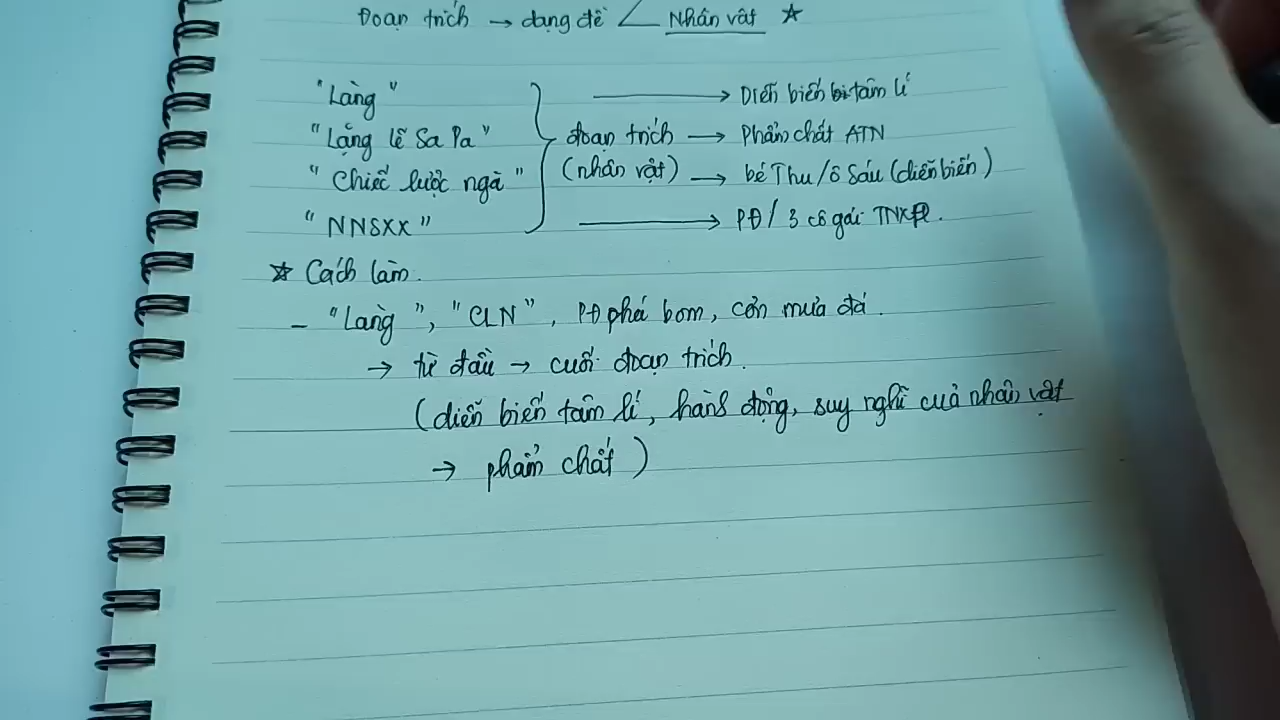 Đoạn trích → dạng đề < Nhân vật ☆
"Làng" → Diễn biến tâm lí
"Lặng lẽ Sa Pa" đoạn trích → Phẩm chất ATN
"Chiếc lược ngà" (nhân vật) → bé Thu/ô Sáu (diễn biến)
"NNSXX" → PĐ/ 3 cô gái TNXP.
☆ Cách làm.
- "Làng", "CLN", PĐ phá bom, cơn mưa đá.
→ từ đầu → cuối đoạn trích.
(diễn biến tâm lí, hành động, suy nghĩ của nhân vật
→ phẩm chất)